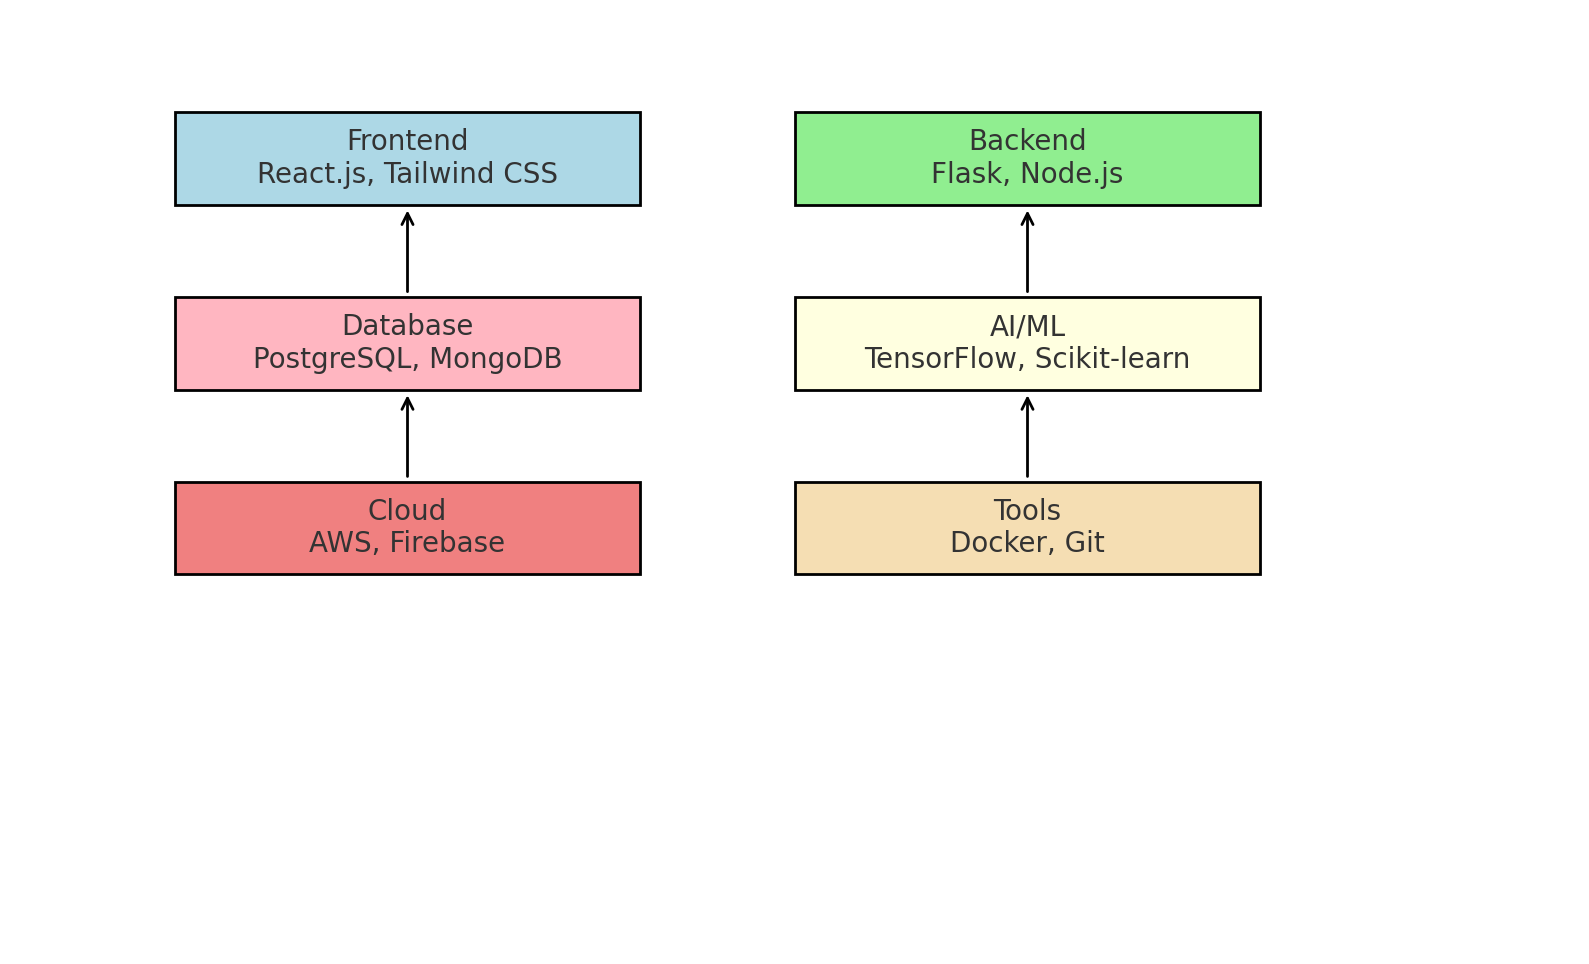 Frontend
React.js, Tailwind CSS
Backend
Flask, Node.js
Database
PostgreSQL, MongoDB
AI/ML
TensorFlow, Scikit-learn
Cloud
AWS, Firebase
Tools
Docker, Git